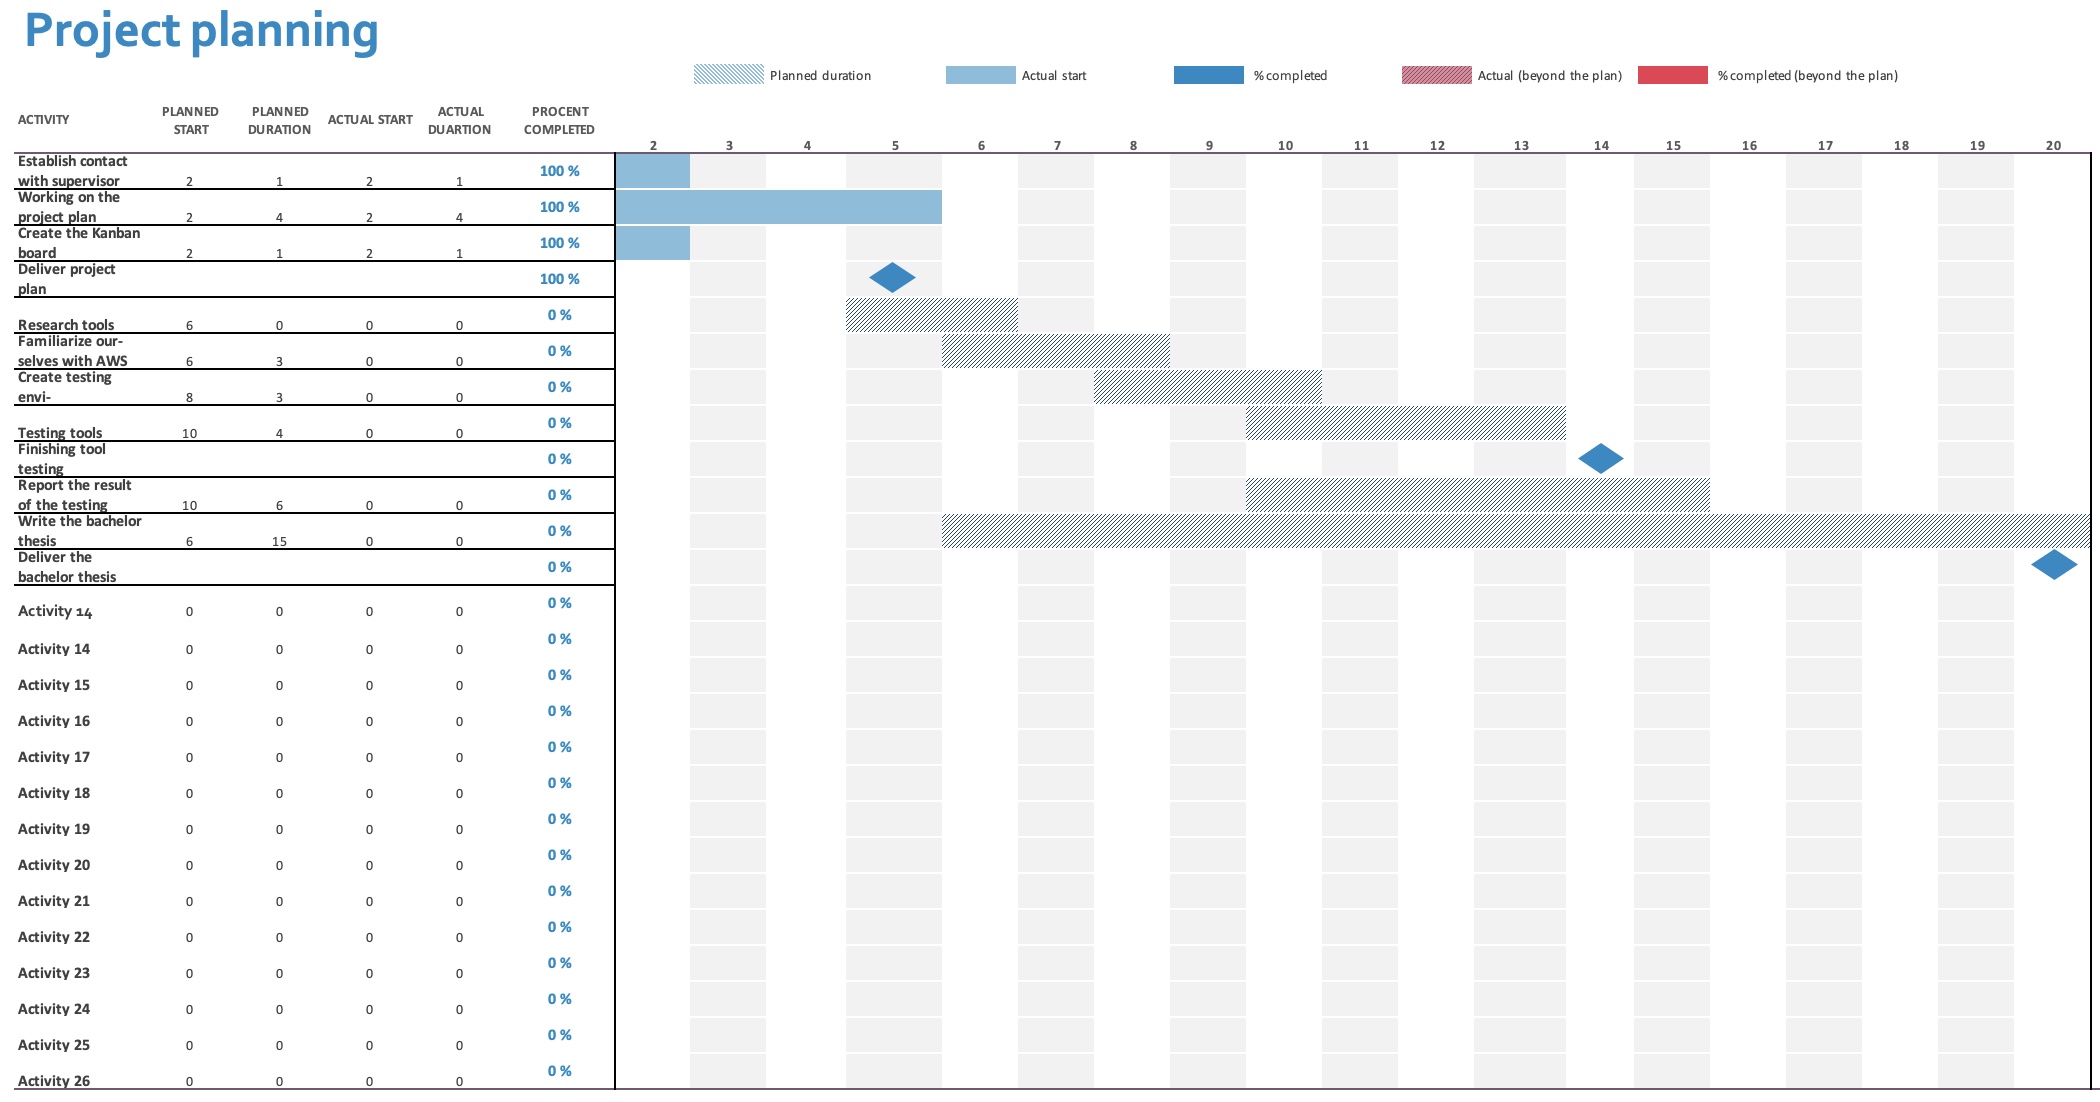 Project planning
Planned duration Actual start % completed Actual (beyond the plan) % completed (beyond the plan)
ACTIVITY PLANNED START PLANNED DURATION ACTUAL START ACTUAL DUARTION PROCENT COMPLETED
2 3 4 5 6 7 8 9 10 11 12 13 14 15 16 17 18 19 20
Establish contact
with supervisor 2 1 2 1 100 %
Working on the
project plan 2 4 2 4 100 %
Create the Kanban
board 2 1 2 1 100 %
Deliver project
plan 100 %
Research tools 6 0 0 0 0 %
Familiarize our-
selves with AWS 6 3 0 0 0 %
Create testing
envi- 8 3 0 0 0 %
Testing tools 10 4 0 0 0 %
Finishing tool
testing 0 %
Report the result
of the testing 10 6 0 0 0 %
Write the bachelor
thesis 6 15 0 0 0 %
Deliver the
bachelor thesis 0 %
Activity 14 0 0 0 0 0 %
Activity 14 0 0 0 0 0 %
Activity 15 0 0 0 0 0 %
Activity 16 0 0 0 0 0 %
Activity 17 0 0 0 0 0 %
Activity 18 0 0 0 0 0 %
Activity 19 0 0 0 0 0 %
Activity 20 0 0 0 0 0 %
Activity 21 0 0 0 0 0 %
Activity 22 0 0 0 0 0 %
Activity 23 0 0 0 0 0 %
Activity 24 0 0 0 0 0 %
Activity 25 0 0 0 0 0 %
Activity 26 0 0 0 0 0 %